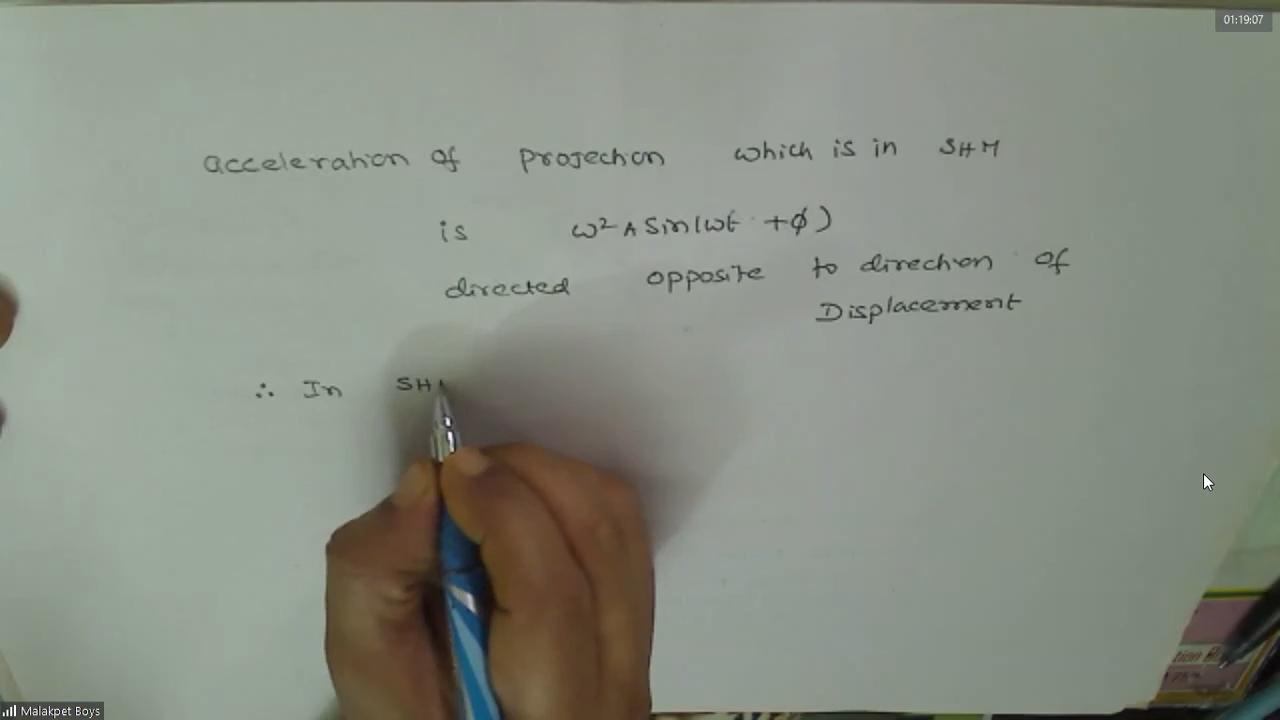 01:19:07
acceleration of projection which is in SHM
is ω² A Sin(ωt + ϕ)
directed opposite to direction of
Displacement
∴ In SH
Malakpet Boys